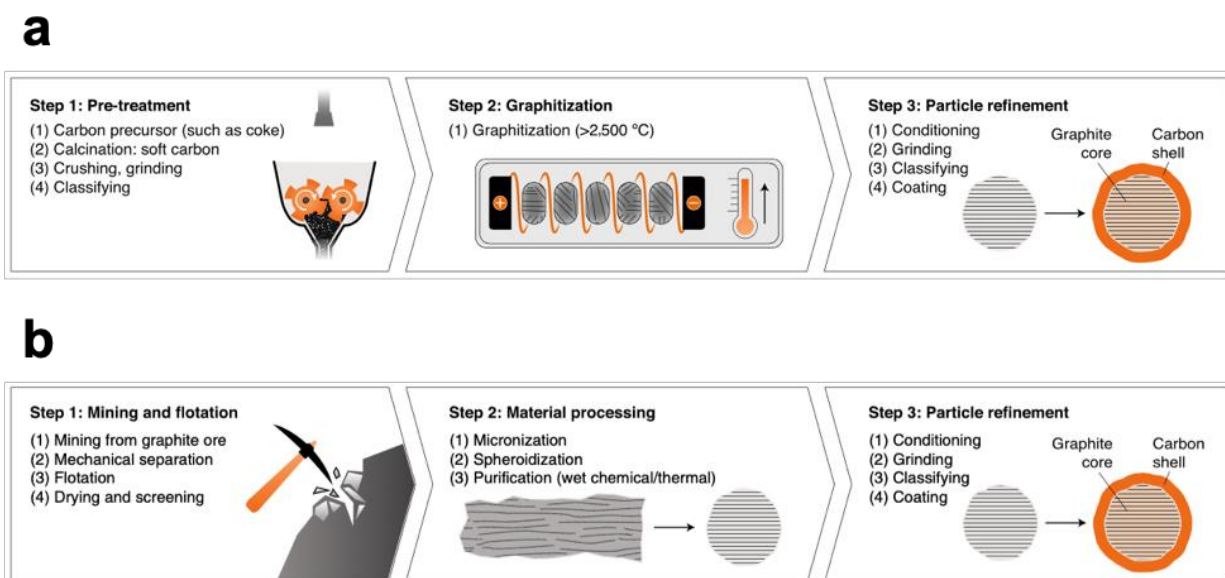 a
Step 1: Pre-treatment
(1) Carbon precursor (such as coke)
(2) Calcination: soft carbon
(3) Crushing, grinding
(4) Classifying
Step 2: Graphitization
(1) Graphitization (>2,500 °C)
+
−
Step 3: Particle refinement
(1) Conditioning
(2) Grinding
(3) Classifying
(4) Coating
Graphite
core
Carbon
shell
b
Step 1: Mining and flotation
(1) Mining from graphite ore
(2) Mechanical separation
(3) Flotation
(4) Drying and screening
Step 2: Material processing
(1) Micronization
(2) Spheroidization
(3) Purification (wet chemical/thermal)
Step 3: Particle refinement
(1) Conditioning
(2) Grinding
(3) Classifying
(4) Coating
Graphite
core
Carbon
shell